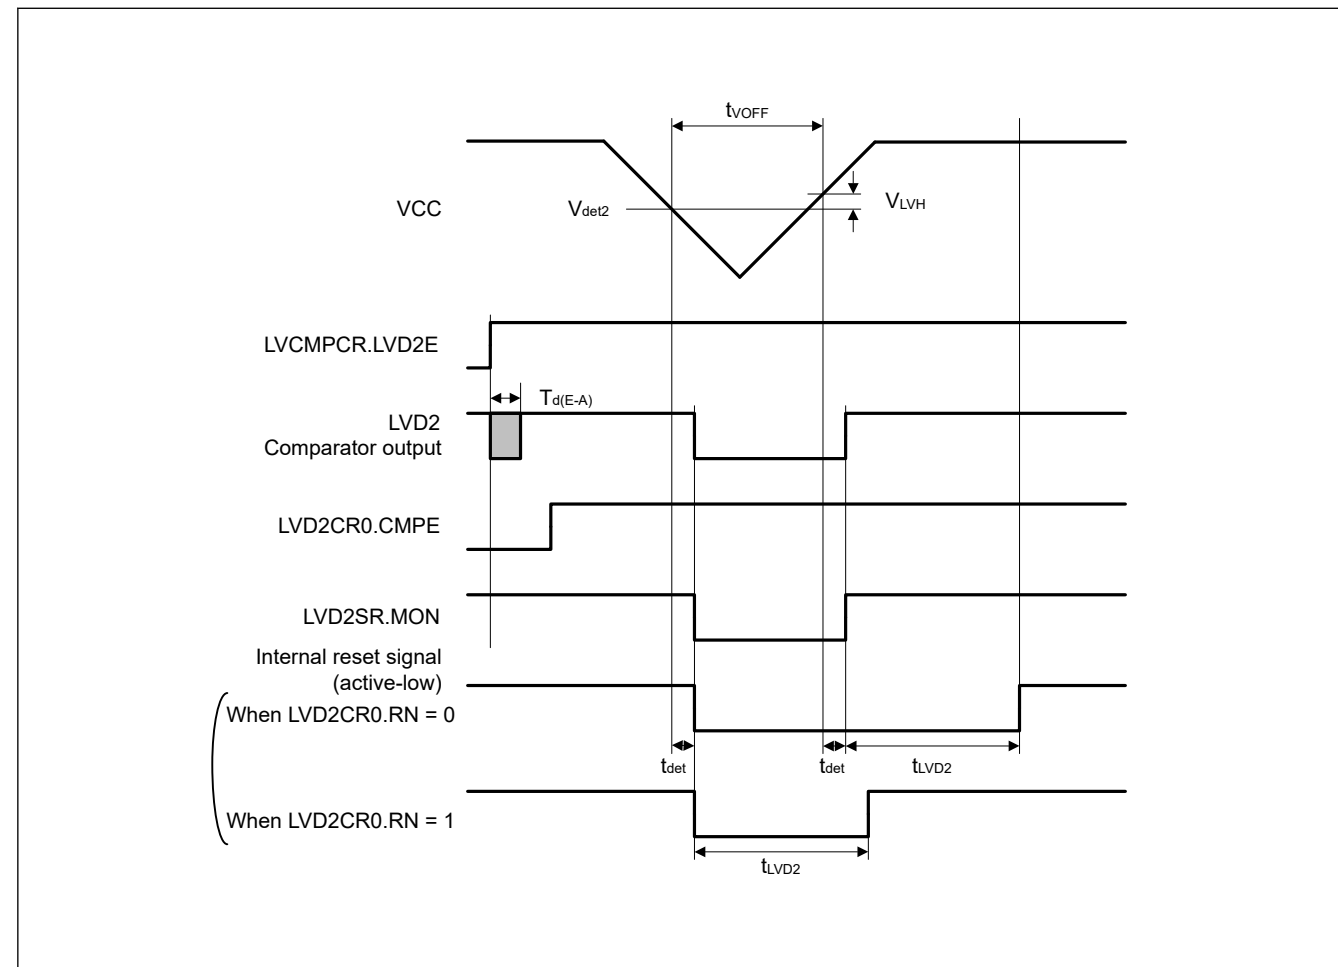 tVOFF
VCC
Vdet2
VLVH
LVCMPCR.LVD2E
Td(E-A)
LVD2
Comparator output
LVD2CR0.CMPE
LVD2SR.MON
Internal reset signal
(active-low)
When LVD2CR0.RN = 0
tdet
tdet
tLVD2
When LVD2CR0.RN = 1
tLVD2